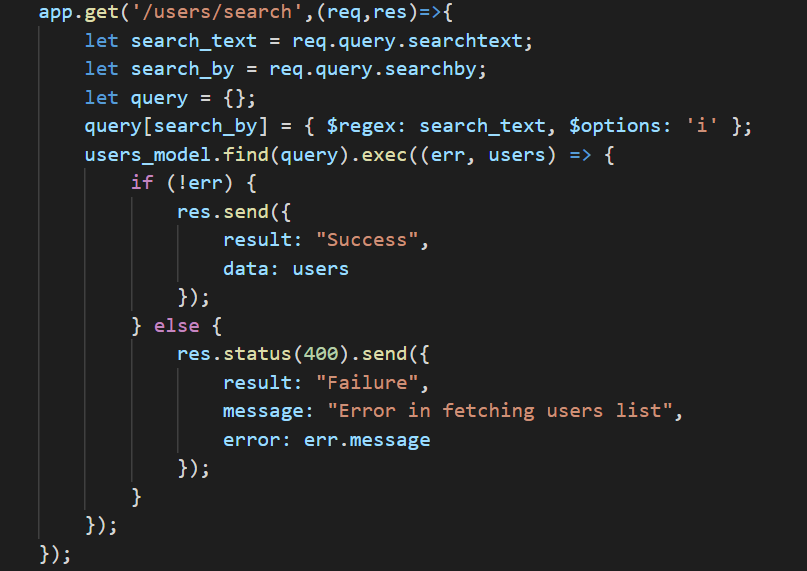 app.get('/users/search',(req,res)=>{
let search_text = req.query.searchtext;
let search_by = req.query.searchby;
let query = {};
query[search_by] = { $regex: search_text, $options: 'i' };
users_model.find(query).exec((err, users) => {
if (!err) {
res.send({
result: "Success",
data: users
});
} else {
res.status(400).send({
result: "Failure",
message: "Error in fetching users list",
error: err.message
});
}
});
});